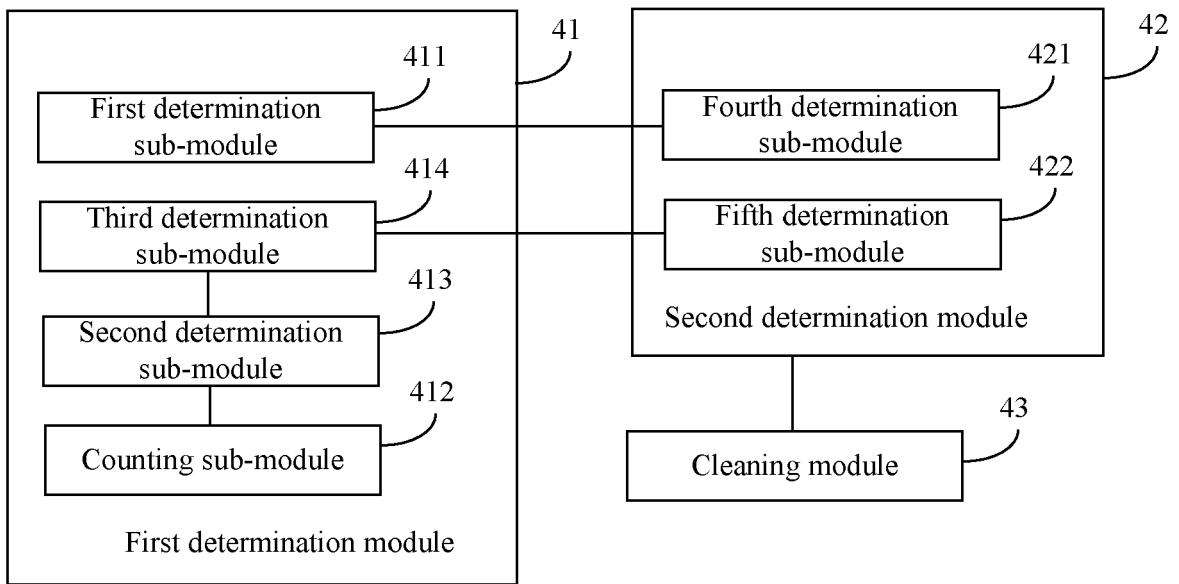 41
411
First determination
sub-module
414
Third determination
sub-module
413
Second determination
sub-module
412
Counting sub-module
First determination module
42
421
Fourth determination
sub-module
422
Fifth determination
sub-module
Second determination module
43
Cleaning module